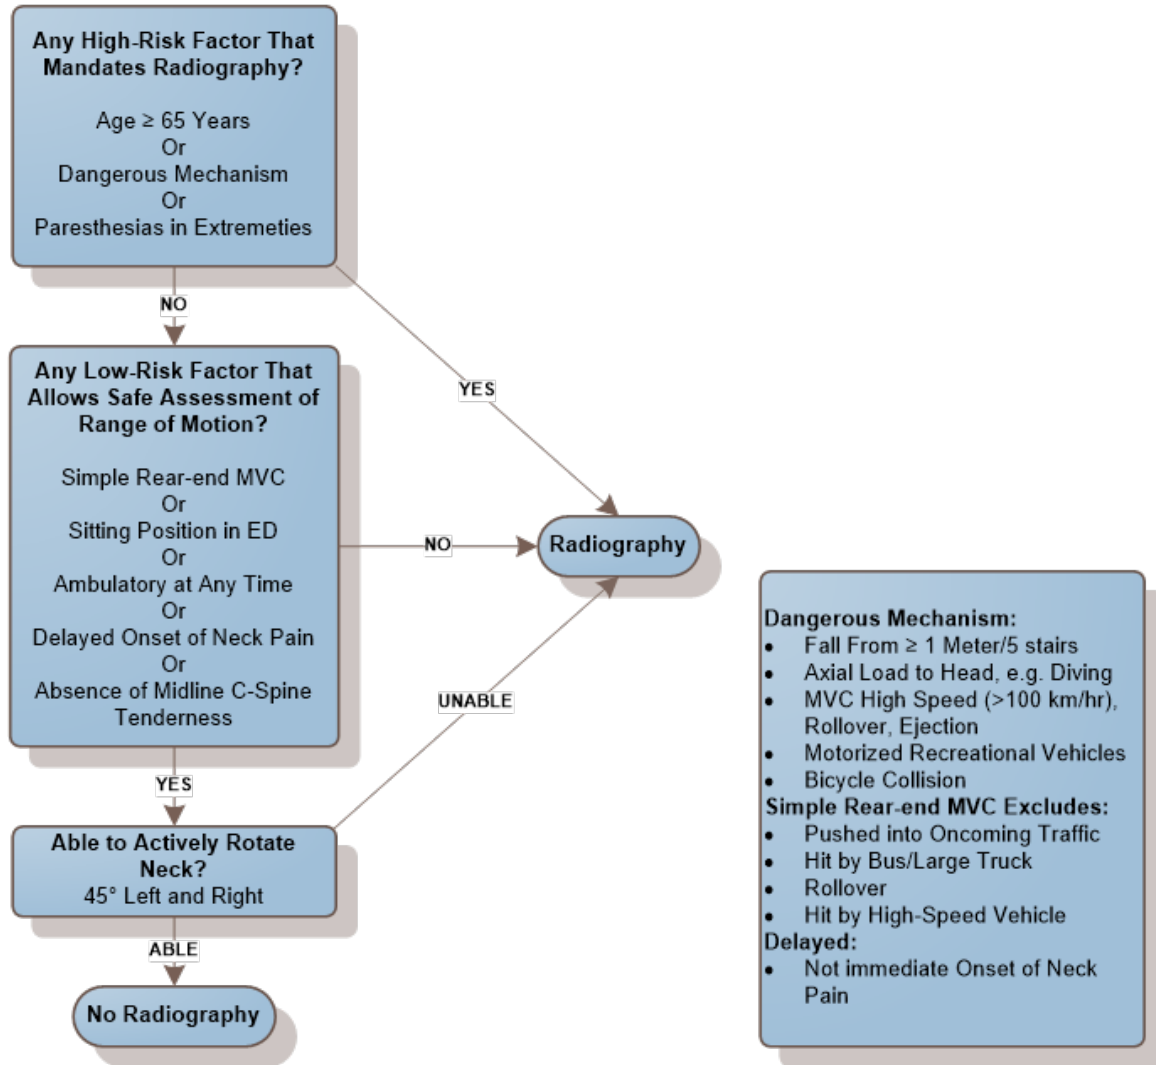 Any High-Risk Factor That
Mandates Radiography?
Age ≥ 65 Years
Or
Dangerous Mechanism
Or
Paresthesias in Extremeties
NO
YES
Any Low-Risk Factor That
Allows Safe Assessment of
Range of Motion?
Simple Rear-end MVC
Or
Sitting Position in ED
Or
Ambulatory at Any Time
Or
Delayed Onset of Neck Pain
Or
Absence of Midline C-Spine
Tenderness
NO
Radiography
UNABLE
YES
Able to Actively Rotate
Neck?
45° Left and Right
ABLE
No Radiography
Dangerous Mechanism:
• Fall From ≥ 1 Meter/5 stairs
• Axial Load to Head, e.g. Diving
• MVC High Speed (>100 km/hr),
Rollover, Ejection
• Motorized Recreational Vehicles
• Bicycle Collision
Simple Rear-end MVC Excludes:
• Pushed into Oncoming Traffic
• Hit by Bus/Large Truck
• Rollover
• Hit by High-Speed Vehicle
Delayed:
• Not immediate Onset of Neck
Pain